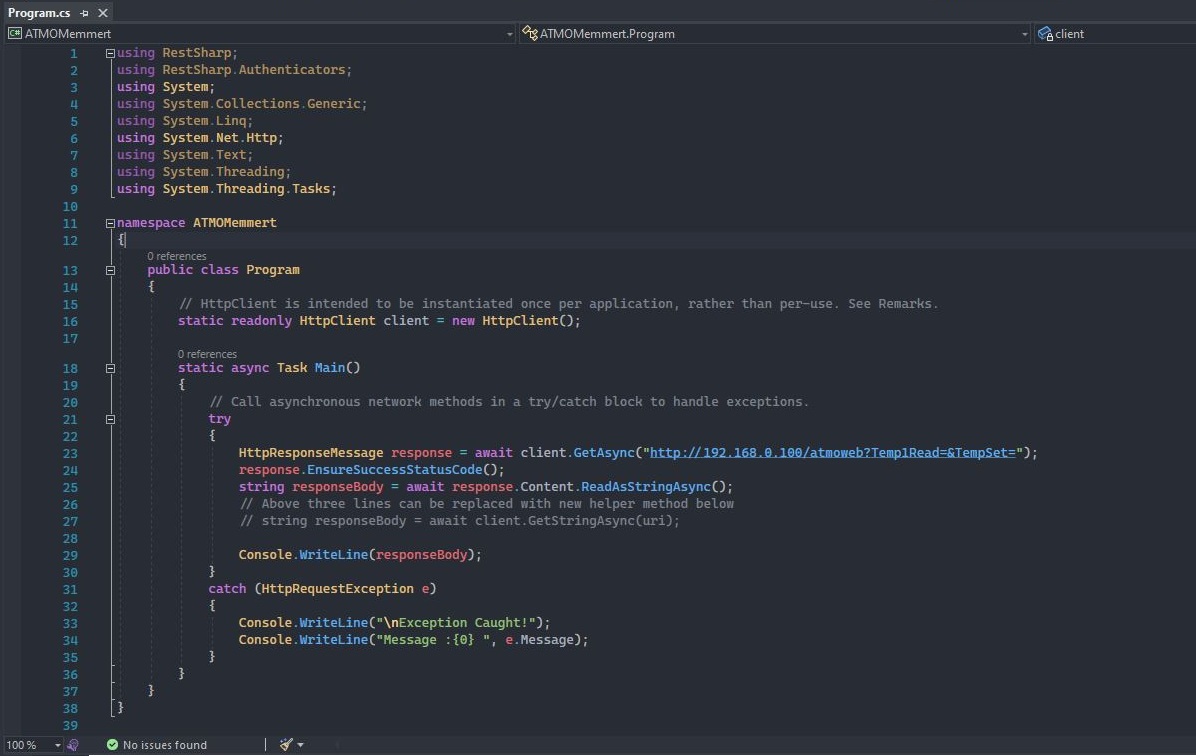 Program.cs
ATMOMemmert
ATMOMemmert.Program
client
1 using RestSharp;
2 using RestSharp.Authenticators;
3 using System;
4 using System.Collections.Generic;
5 using System.Linq;
6 using System.Net.Http;
7 using System.Text;
8 using System.Threading;
9 using System.Threading.Tasks;
10
11 namespace ATMOMemmert
12 {
0 references
13 public class Program
14 {
15 // HttpClient is intended to be instantiated once per application, rather than per-use. See Remarks.
16 static readonly HttpClient client = new HttpClient();
17
0 references
18 static async Task Main()
19 {
20 // Call asynchronous network methods in a try/catch block to handle exceptions.
21 try
22 {
23 HttpResponseMessage response = await client.GetAsync("http://192.168.0.100/atmoweb?Temp1Read=&TempSet=");
24 response.EnsureSuccessStatusCode();
25 string responseBody = await response.Content.ReadAsStringAsync();
26 // Above three lines can be replaced with new helper method below
27 // string responseBody = await client.GetStringAsync(uri);
28
29 Console.WriteLine(responseBody);
30 }
31 catch (HttpRequestException e)
32 {
33 Console.WriteLine("\nException Caught!");
34 Console.WriteLine("Message :{0} ", e.Message);
35 }
36 }
37 }
38 }
39
100 %
No issues found